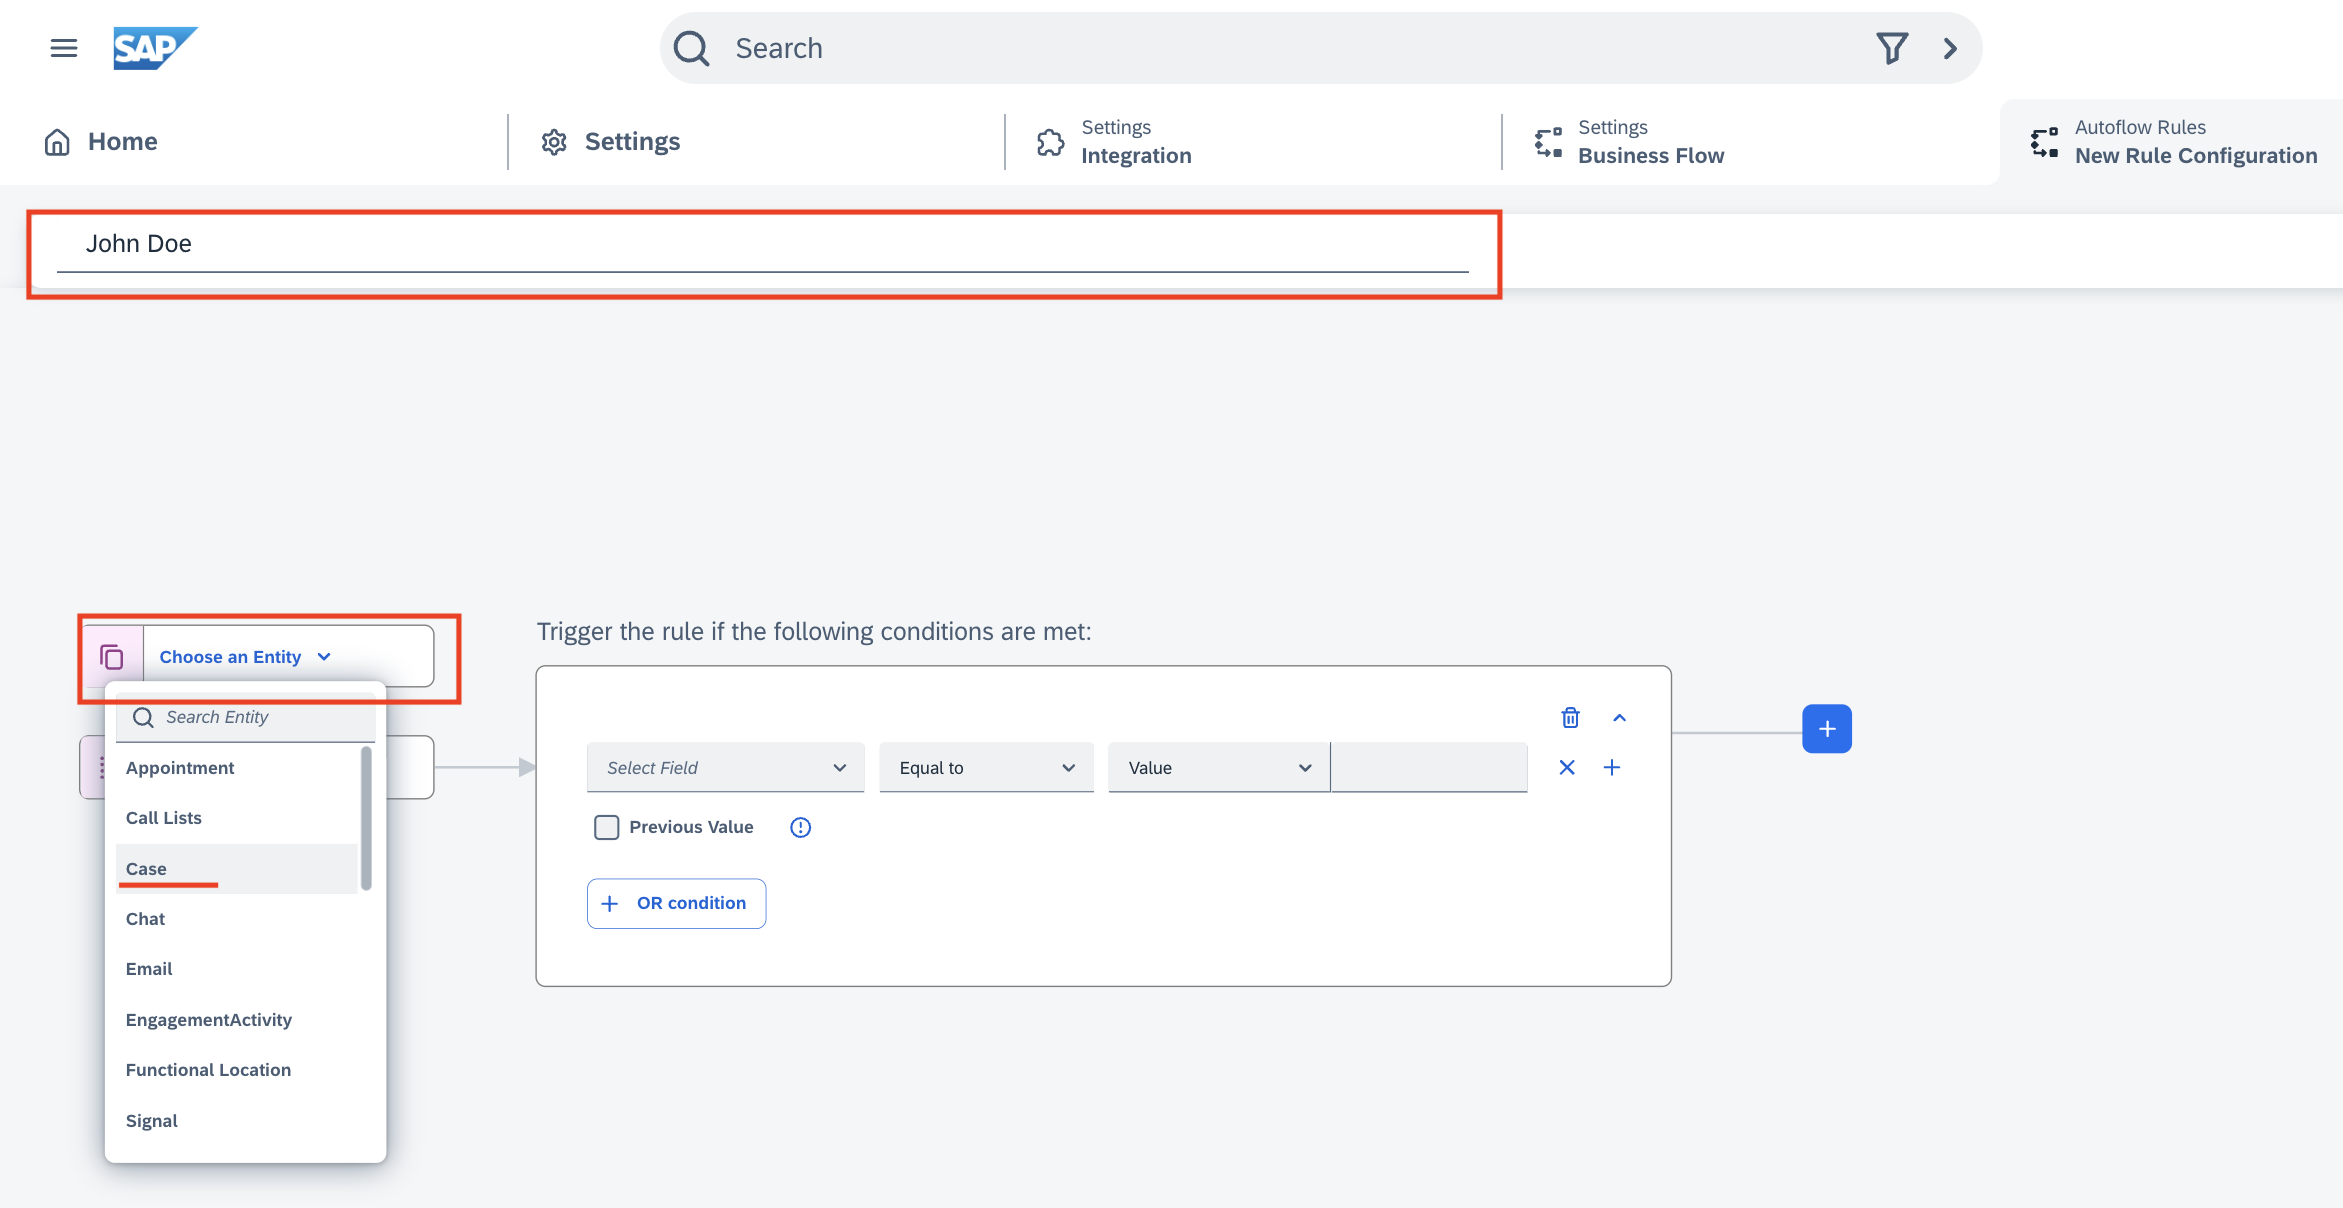 SAP
Search
Home
Settings
Settings
Integration
Settings
Business Flow
Autoflow Rules
New Rule Configuration
John Doe
Choose an Entity
Search Entity
Appointment
Call Lists
Case
Chat
Email
EngagementActivity
Functional Location
Signal
Trigger the rule if the following conditions are met:
Select Field
Equal to
Value
Previous Value
OR condition